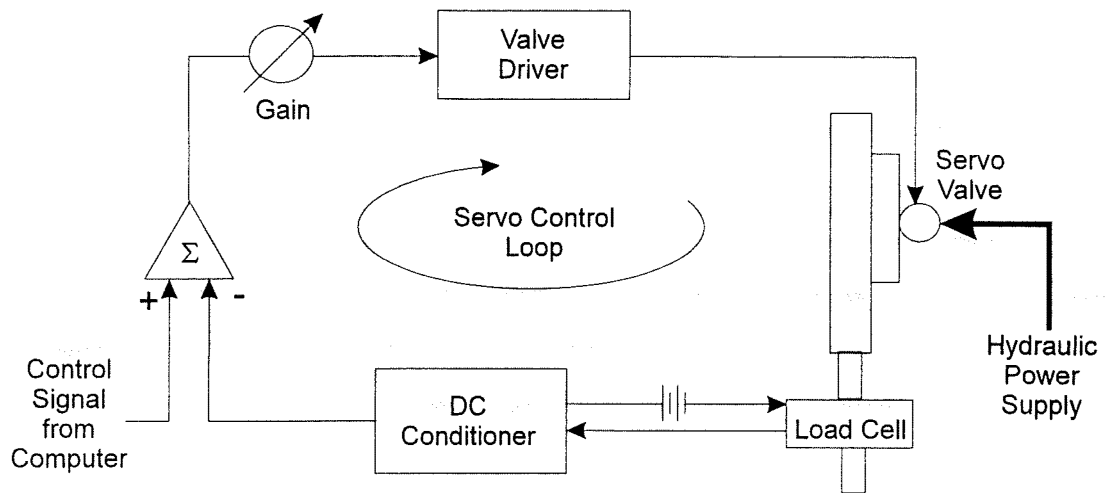 Valve
Driver
Gain
Servo
Valve
Servo Control
Loop
Σ
+ -
Hydraulic
Power
Supply
Control
Signal
from
Computer
DC
Conditioner
Load Cell